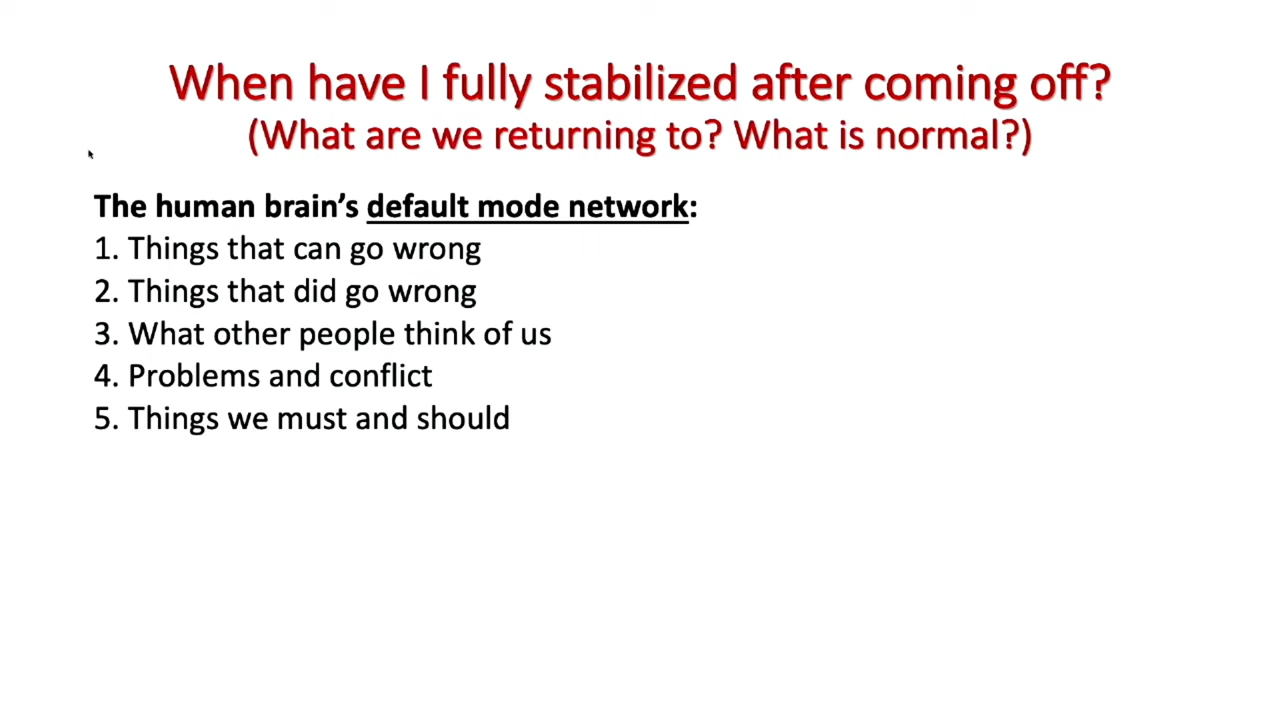 When have I fully stabilized after coming off?
(What are we returning to? What is normal?)
The human brain’s default mode network:
1. Things that can go wrong
2. Things that did go wrong
3. What other people think of us
4. Problems and conflict
5. Things we must and should